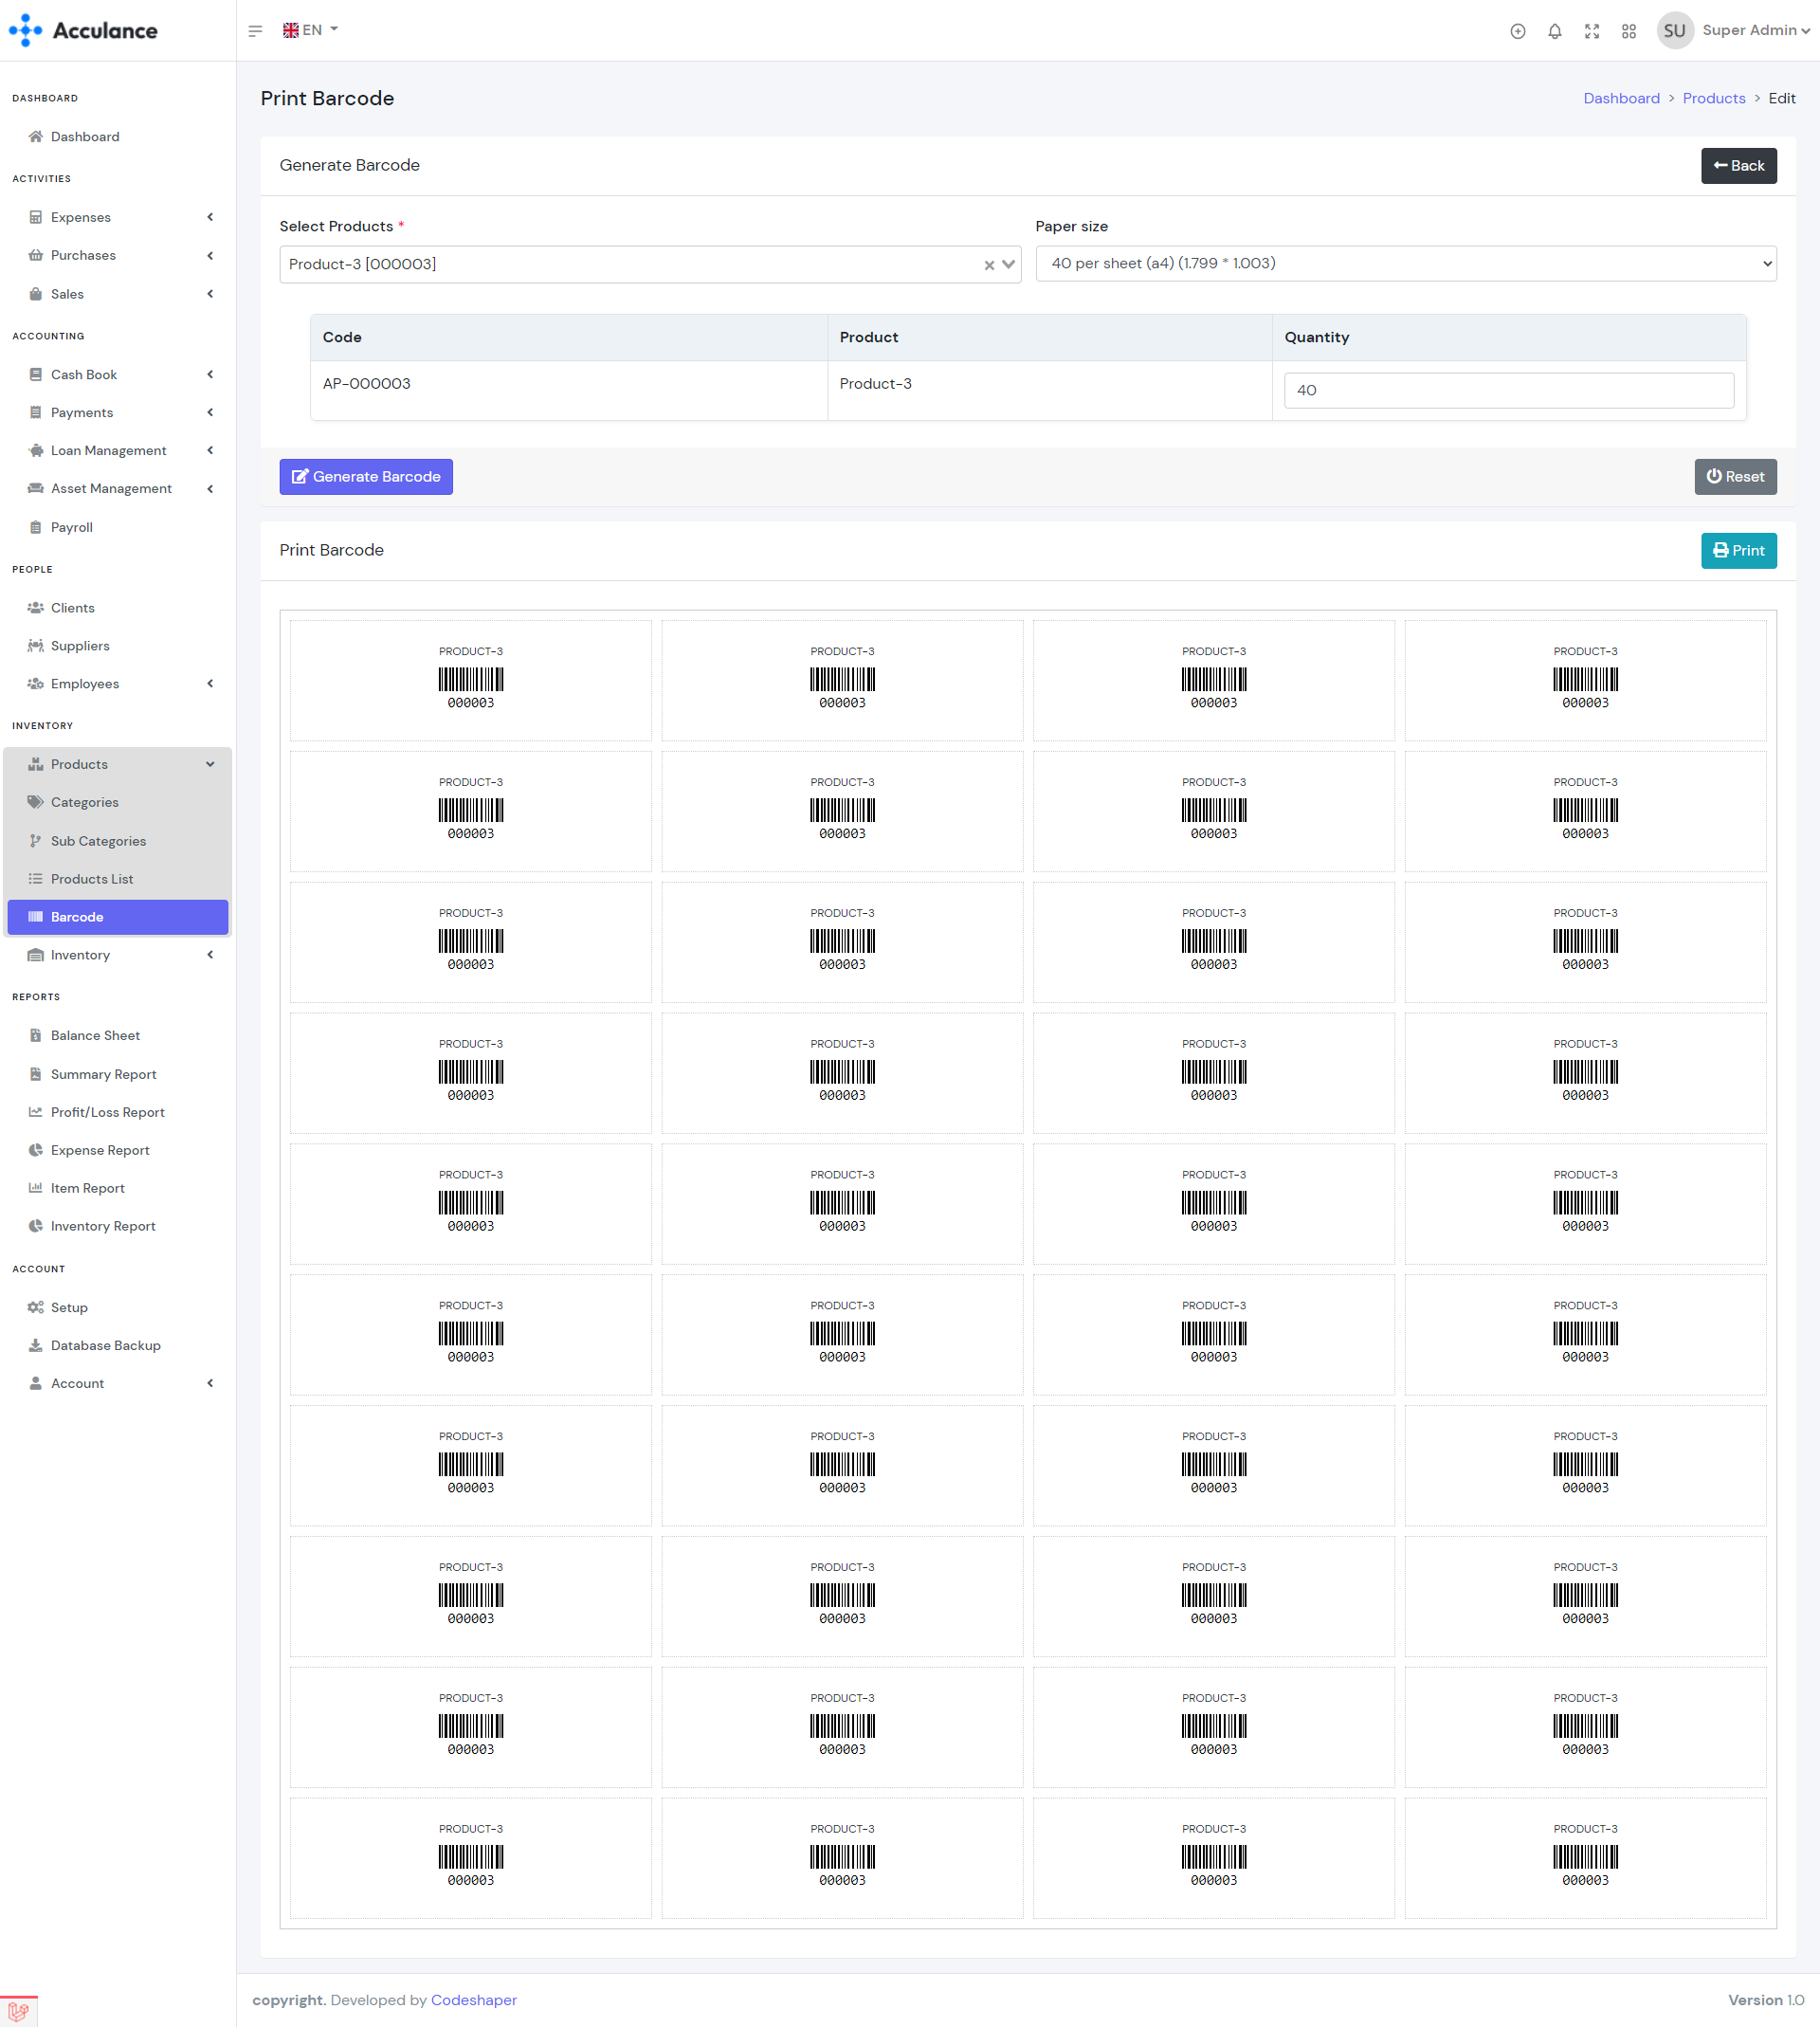 Acculance
EN
SU Super Admin
DASHBOARD
Dashboard
ACTIVITIES
Expenses
Purchases
Sales
ACCOUNTING
Cash Book
Payments
Loan Management
Asset Management
Payroll
PEOPLE
Clients
Suppliers
Employees
INVENTORY
Products
Categories
Sub Categories
Products List
Barcode
Inventory
REPORTS
Balance Sheet
Summary Report
Profit/Loss Report
Expense Report
Item Report
Inventory Report
ACCOUNT
Setup
Database Backup
Account
Print Barcode
Dashboard > Products > Edit
Generate Barcode
Back
Select Products *
Paper size
Product-3 [000003]
40 per sheet (a4) (1.799 * 1.003)
Code Product Quantity
AP-000003 Product-3 40
Generate Barcode
Reset
Print Barcode
Print
PRODUCT-3 PRODUCT-3 PRODUCT-3 PRODUCT-3
000003 000003 000003 000003
PRODUCT-3 PRODUCT-3 PRODUCT-3 PRODUCT-3
000003 000003 000003 000003
PRODUCT-3 PRODUCT-3 PRODUCT-3 PRODUCT-3
000003 000003 000003 000003
PRODUCT-3 PRODUCT-3 PRODUCT-3 PRODUCT-3
000003 000003 000003 000003
PRODUCT-3 PRODUCT-3 PRODUCT-3 PRODUCT-3
000003 000003 000003 000003
PRODUCT-3 PRODUCT-3 PRODUCT-3 PRODUCT-3
000003 000003 000003 000003
PRODUCT-3 PRODUCT-3 PRODUCT-3 PRODUCT-3
000003 000003 000003 000003
PRODUCT-3 PRODUCT-3 PRODUCT-3 PRODUCT-3
000003 000003 000003 000003
PRODUCT-3 PRODUCT-3 PRODUCT-3 PRODUCT-3
000003 000003 000003 000003
PRODUCT-3 PRODUCT-3 PRODUCT-3 PRODUCT-3
000003 000003 000003 000003
copyright. Developed by Codeshaper
Version 1.0